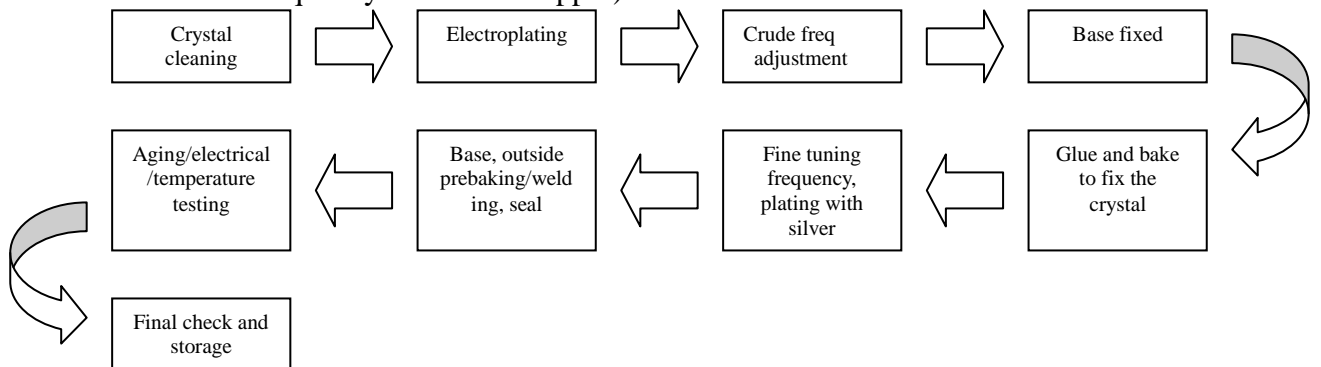 Crystal
cleaning
Electroplating
Crude freq
adjustment
Base fixed
Glue and bake
to fix the
crystal
Fine tuning
frequency,
plating with
silver
Base, outside
prebaking/weld
ing, seal
Aging/electrical
/temperature
testing
Final check and
storage